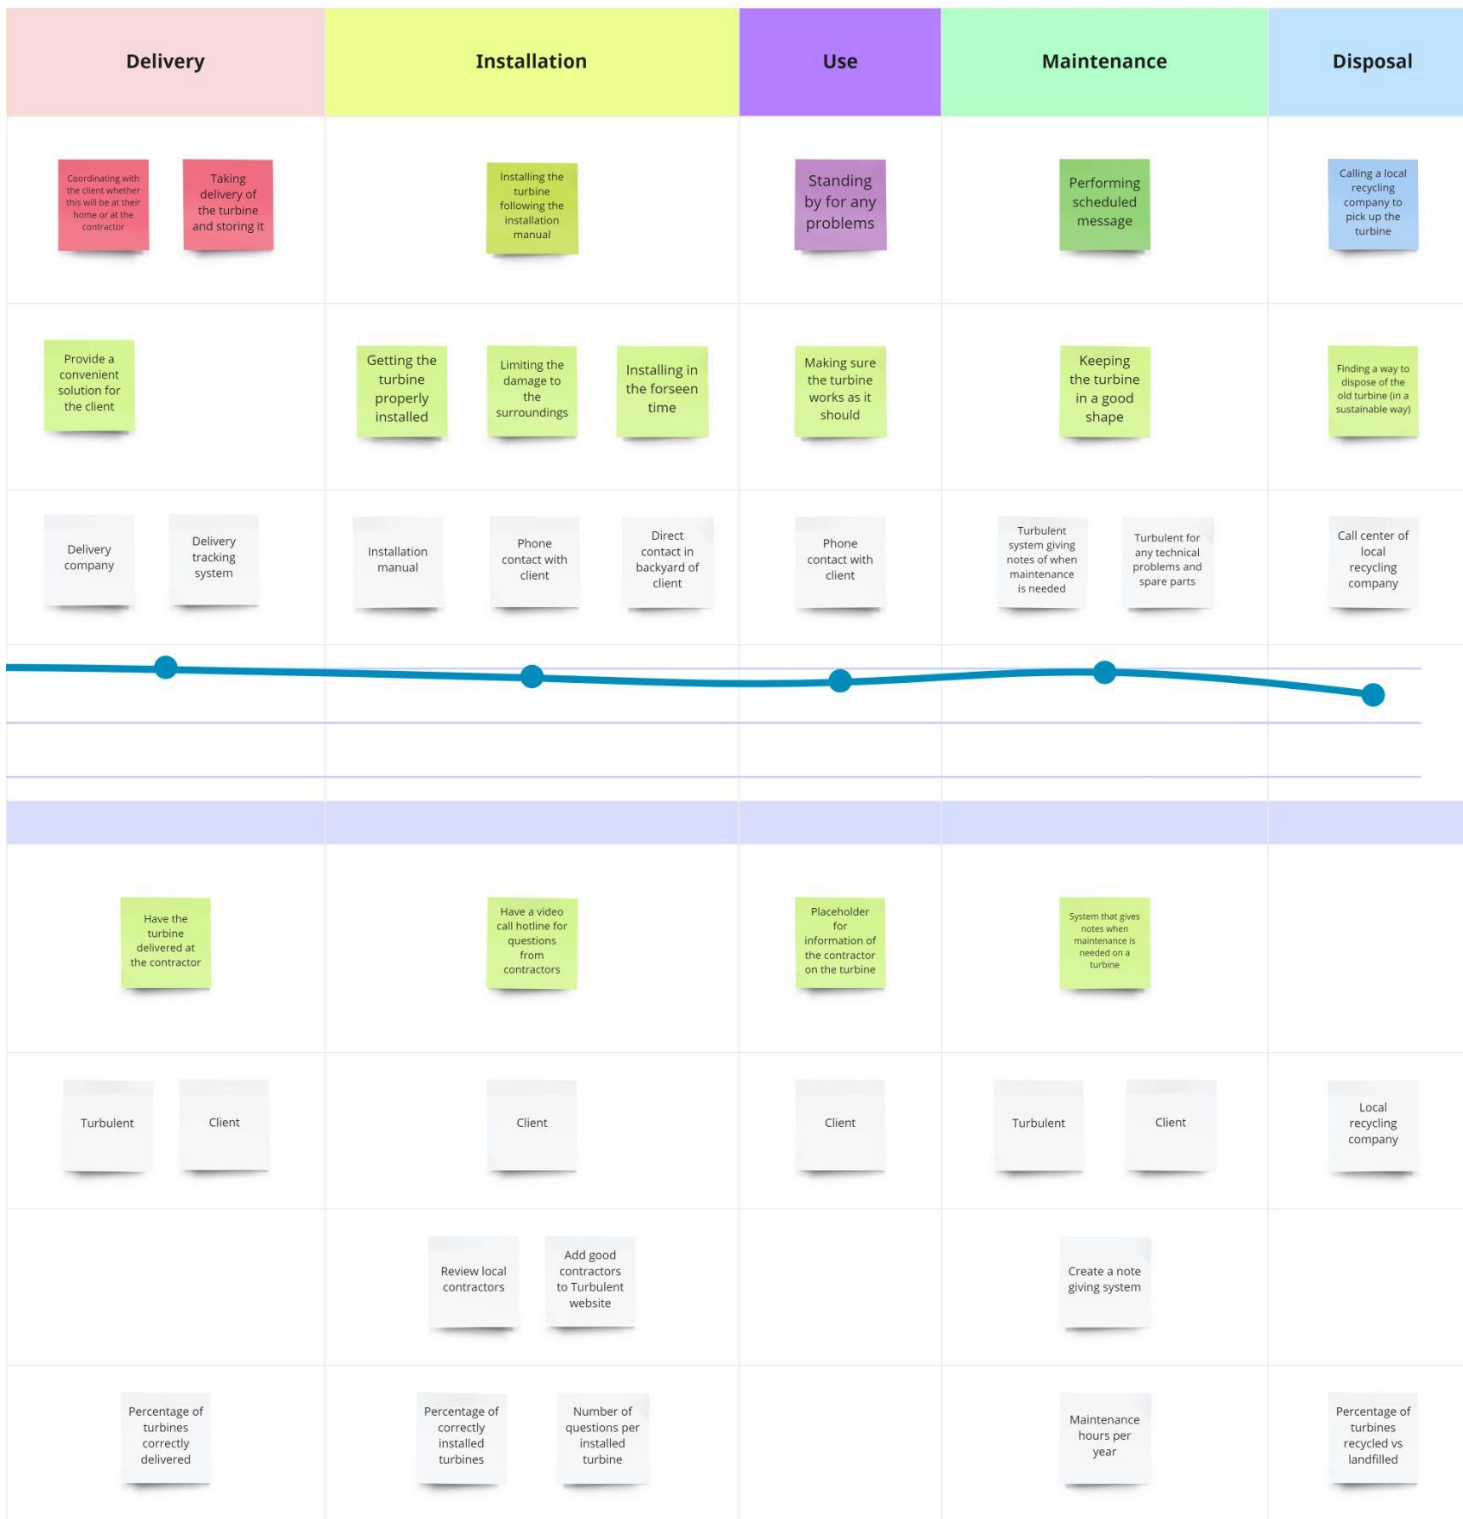 Delivery
Installation
Use
Maintenance
Disposal
Coordinating with
the client whether
this will be at their
home or at the
contractor
Taking
delivery of
the turbine
and storing it
Installing the
turbine
following the
installation
manual
Standing
by for any
problems
Performing
scheduled
message
Calling a local
recycling
company to
pick up the
turbine
Provide a
convenient
solution for
the client
Getting the
turbine
properly
installed
Limiting the
damage to
the
surroundings
Installing in
the forseen
time
Making sure
the turbine
works as it
should
Keeping
the turbine
in a good
shape
Finding a way to
dispose of the
old turbine (in a
sustainable way)
Delivery
company
Delivery
tracking
system
Installation
manual
Phone
contact with
client
Direct
contact in
backyard of
client
Phone
contact with
client
Turbulent
system giving
notes of when
maintenance
is needed
Turbulent for
any technical
problems and
spare parts
Call center of
local
recycling
company
Have the
turbine
delivered at
the contractor
Have a video
call hotline for
questions
from
contractors
Placeholder
for
information of
the contractor
on the turbine
System that gives
notes when
maintenance is
needed on a
turbine
Turbulent
Client
Client
Client
Turbulent
Client
Local
recycling
company
Review local
contractors
Add good
contractors
to Turbulent
website
Create a note
giving system
Percentage of
turbines
correctly
delivered
Percentage of
correctly
installed
turbines
Number of
questions per
installed
turbine
Maintenance
hours per
year
Percentage of
turbines
recycled vs
landfilled